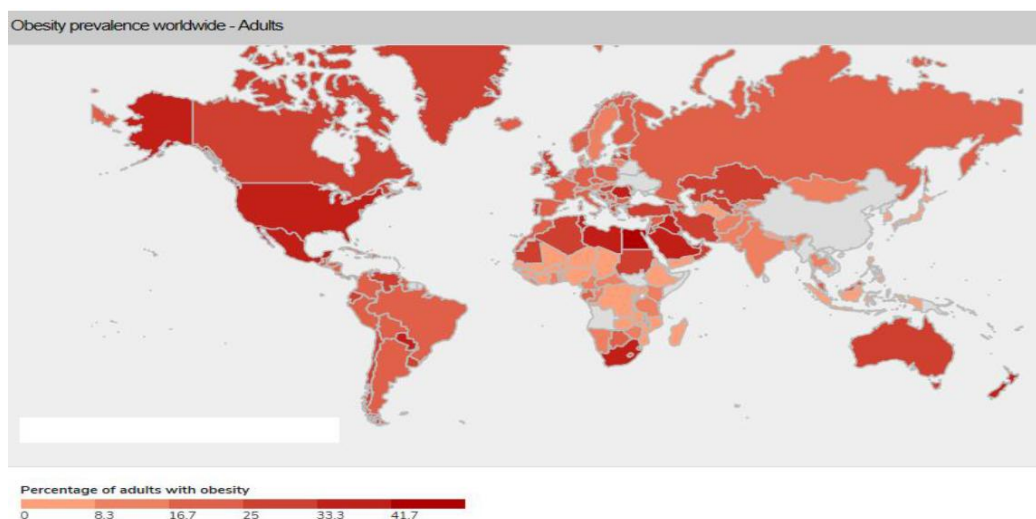 Obesity prevalence worldwide - Adults
Percentage of adults with obesity
0 8.3 16.7 25 33.3 41.7